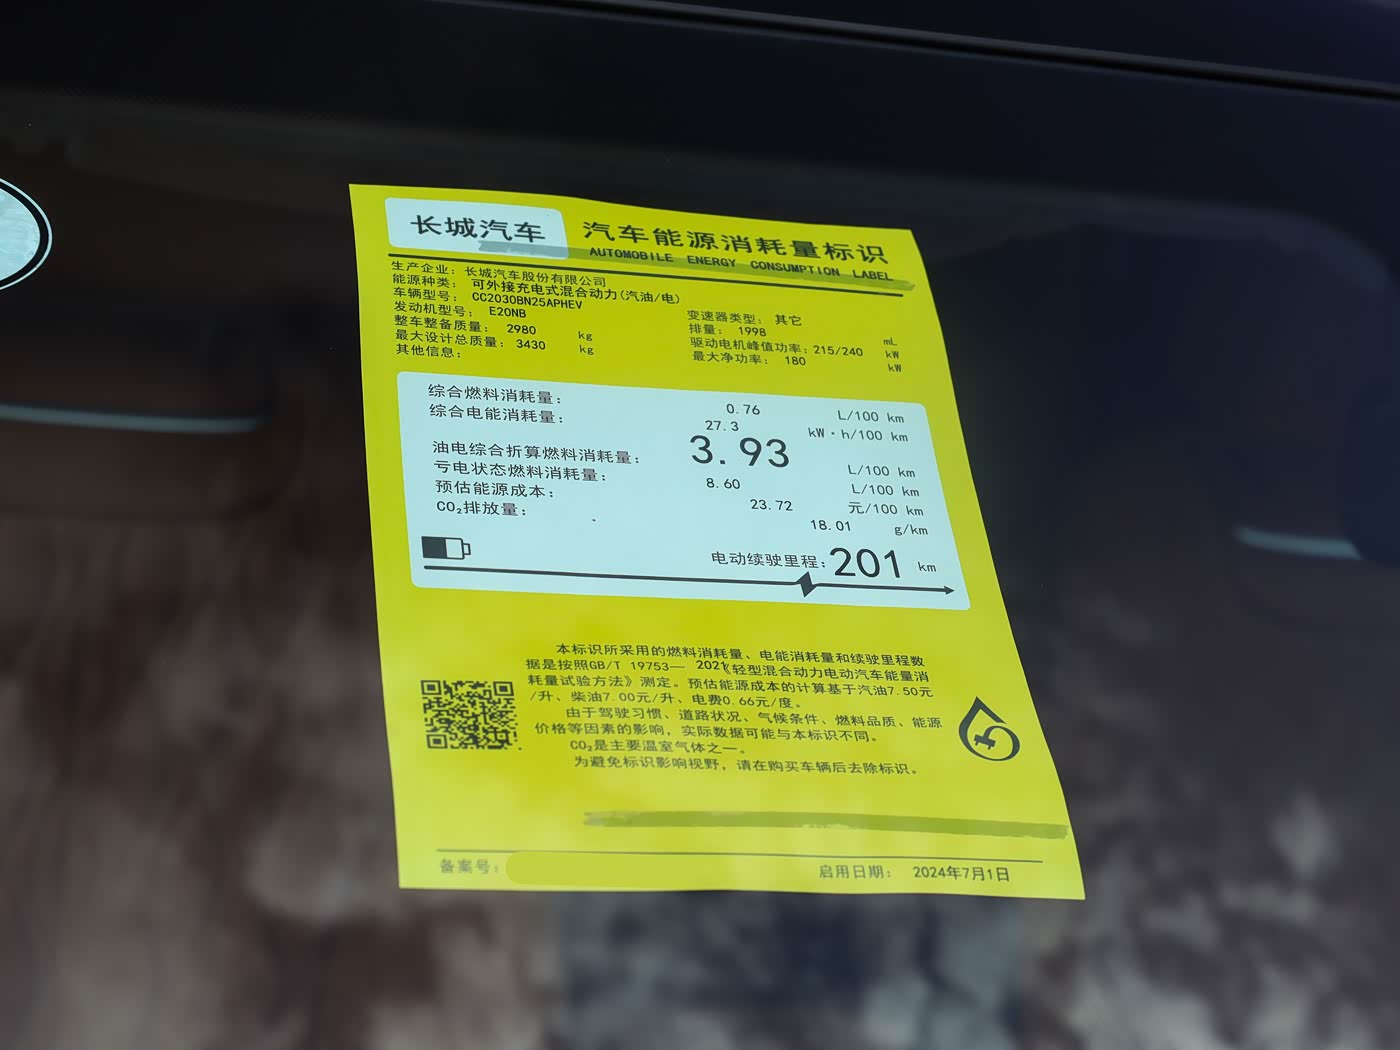 长城汽车 汽车能源消耗量标识
AUTOMOBILE ENERGY CONSUMPTION LABEL
生产企业：长城汽车股份有限公司
能源种类：可外接充电式混合动力(汽油/电)
车辆型号：CC2030BN25APHEV 变速器类型：其它
发动机型号：E20NB 排量：1998 mL
整车整备质量：2980 kg 驱动电机峰值功率：215/240 kW
最大设计总质量：3430 kg 最大净功率：180 kW
其他信息：
综合燃料消耗量： 0.76 L/100 km
综合电能消耗量： 27.3 kW·h/100 km
油电综合折算燃料消耗量： 3.93 L/100 km
亏电状态燃料消耗量： 8.60 L/100 km
预估能源成本： 23.72 元/100 km
CO₂排放量： 18.01 g/km
电动续驶里程：201 km
本标识所采用的燃料消耗量、电能消耗量和续驶里程数
据是按照GB/T 19753— 2021《轻型混合动力电动汽车能量消
耗量试验方法》测定。预估能源成本的计算基于汽油7.50元
/升、柴油7.00元/升、电费0.66元/度。
由于驾驶习惯、道路状况、气候条件、燃料品质、能源
价格等因素的影响，实际数据可能与本标识不同。
CO₂是主要温室气体之一。
为避免标识影响视野，请在购买车辆后去除标识。
备案号： 启用日期： 2024年7月1日